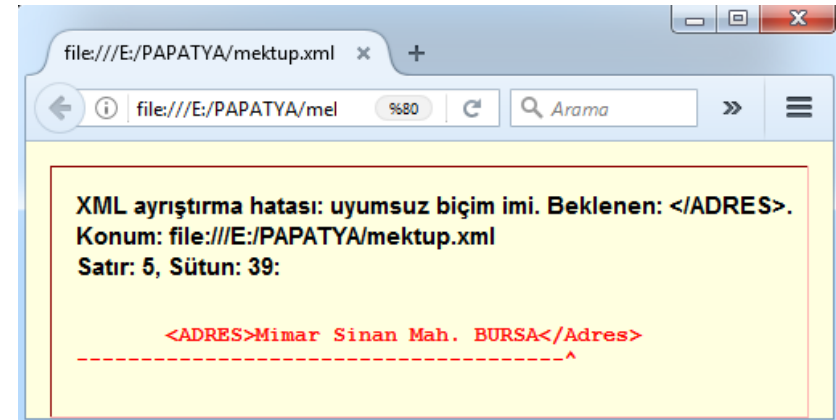 file:///E:/PAPATYA/mektup.xml
file:///E:/PAPATYA/mel %80 Arama
XML ayrıştırma hatası: uyumsuz biçim imi. Beklenen: </ADRES>.
Konum: file:///E:/PAPATYA/mektup.xml
Satır: 5, Sütun: 39:
<ADRES>Mimar Sinan Mah. BURSA</Adres>
--------------------------------------^